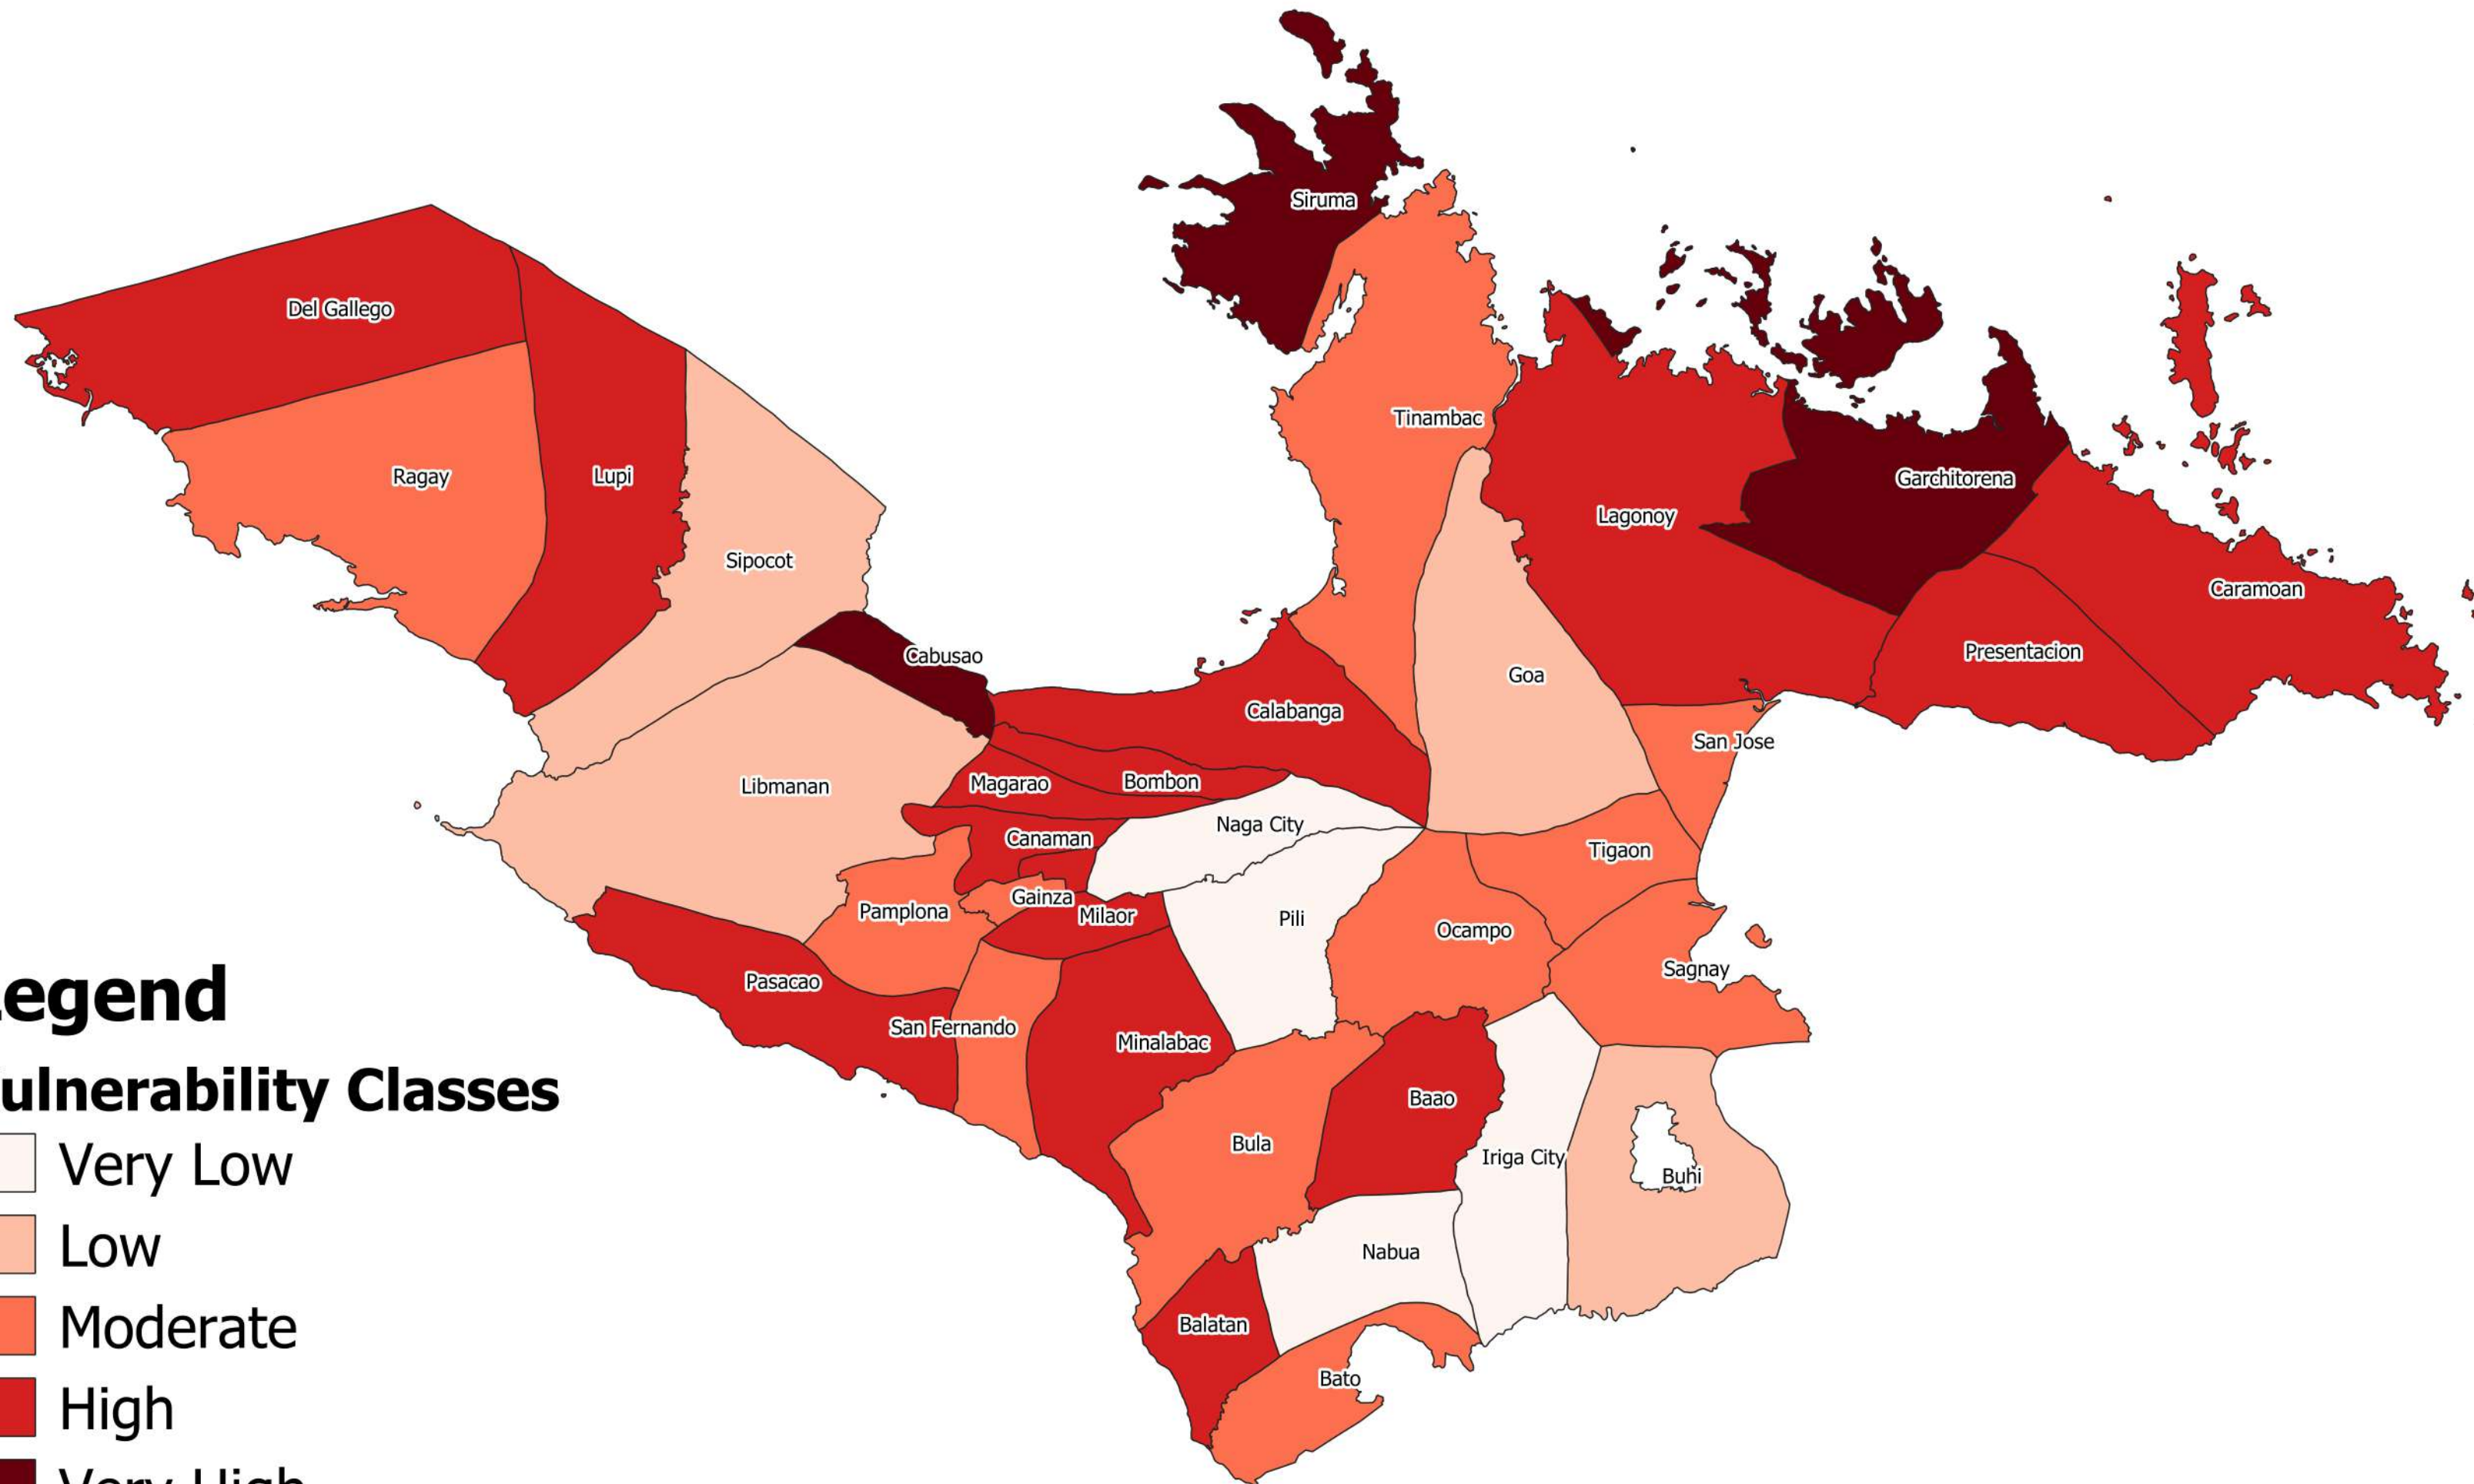 Siruma
Del Gallego
Tinambac
Ragay
Lupi
Garchitorena
Lagonoy
Sipocot
Caramoan
Cabusao
Presentacion
Goa
Calabanga
San Jose
Libmanan
Magarao
Bombon
Naga City
Canaman
Tigaon
Gainza
Pamplona
Milaor
Pili
Ocampo
Sagnay
Pasacao
San Fernando
Minalabac
Baao
Bula
Iriga City
Buhi
Nabua
Balatan
Bato
egend
ulnerability Classes
Very Low
Low
Moderate
High
Very High